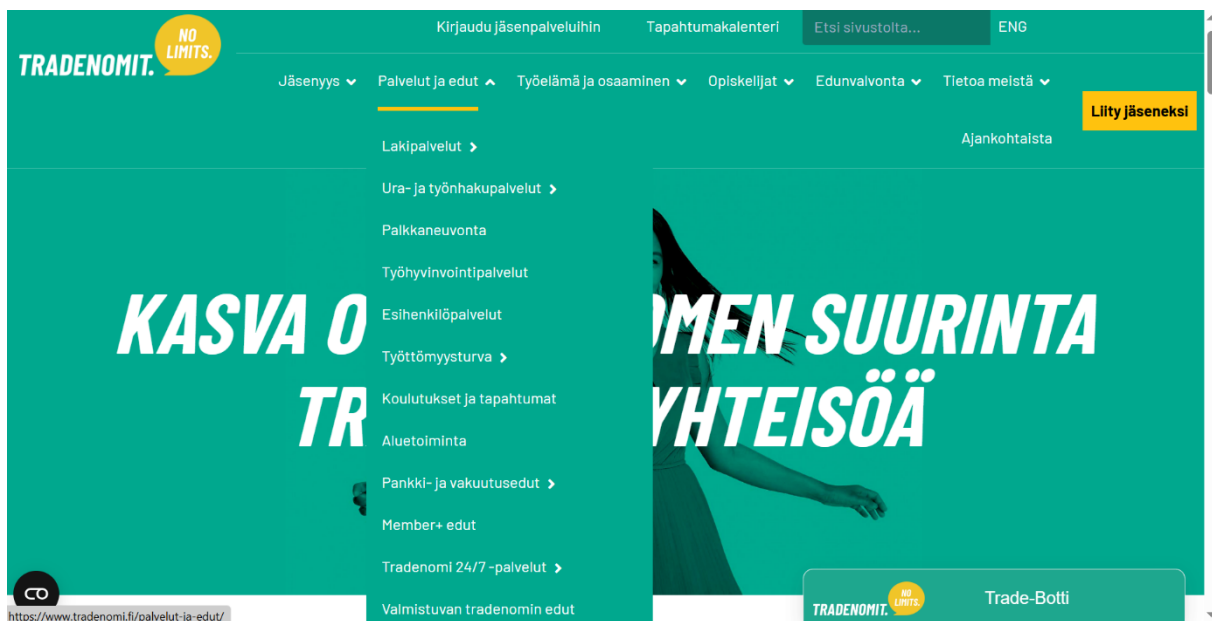 Kirjaudu jäsenpalveluihin Tapahtumakalenteri Etsi sivustolta... ENG
NO
LIMITS.
TRADENOMIT.
Jäsenyys Palvelut ja edut Työelämä ja osaaminen Opiskelijat Edunvalvonta Tietoa meistä
Liity jäseneksi
Ajankohtaista
Lakipalvelut
Ura- ja työnhakupalvelut
Palkkaneuvonta
Työhyvinvointipalvelut
Esihenkilöpalvelut
Työttömyysturva
Koulutukset ja tapahtumat
Aluetoiminta
Pankki- ja vakuutusedut
Member+ edut
Tradenomi 24/7 -palvelut
Valmistuvan tradenomin edut
KASVA O OMEN SUURINTA
TR YHTEISÖÄ
NO
LIMITS.
TRADENOMIT.
Trade-Botti
https://www.tradenomi.fi/palvelut-ja-edut/